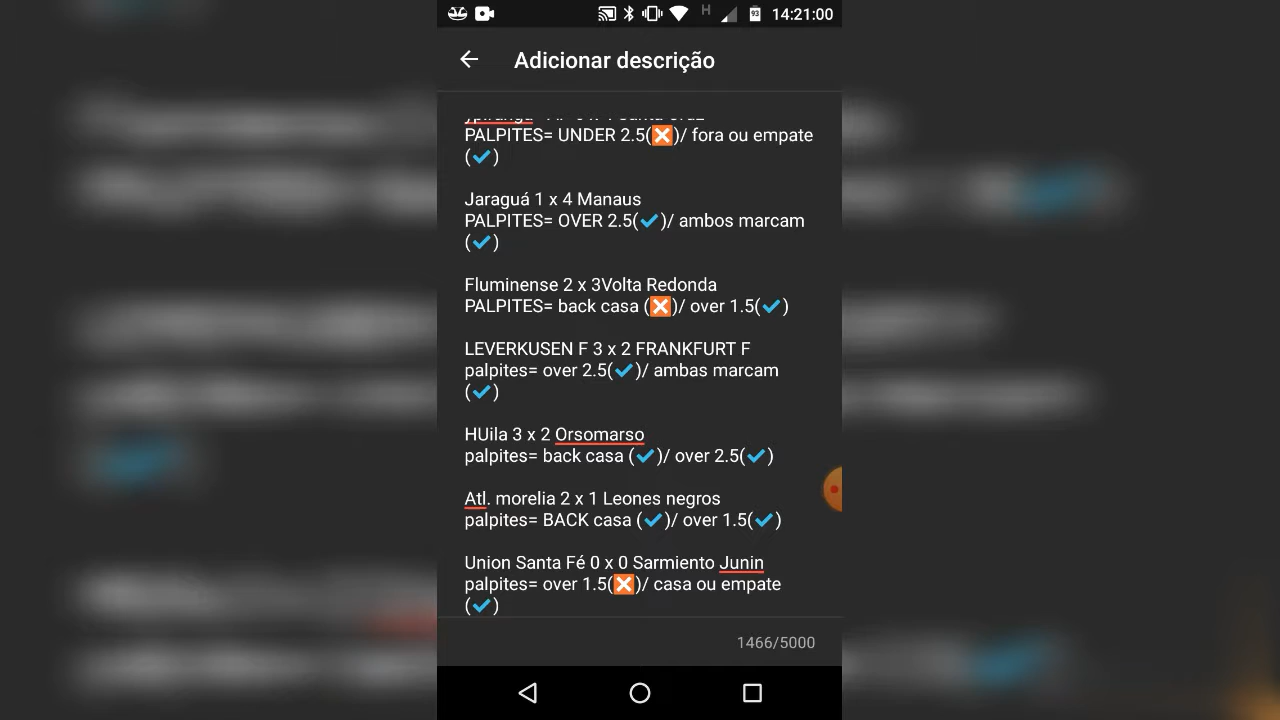 H
93
14:21:00
Adicionar descrição
PALPITES= UNDER 2.5(❎)/ fora ou empate
(✔)
Jaraguá 1 x 4 Manaus
PALPITES= OVER 2.5(✔)/ ambos marcam
(✔)
Fluminense 2 x 3Volta Redonda
PALPITES= back casa (❎)/ over 1.5(✔)
LEVERKUSEN F 3 x 2 FRANKFURT F
palpites= over 2.5(✔)/ ambas marcam
(✔)
HUila 3 x 2 Orsomarso
palpites= back casa (✔)/ over 2.5(✔)
Atl. morelia 2 x 1 Leones negros
palpites= BACK casa (✔)/ over 1.5(✔)
Union Santa Fé 0 x 0 Sarmiento Junin
palpites= over 1.5(❎)/ casa ou empate
(✔)
1466/5000